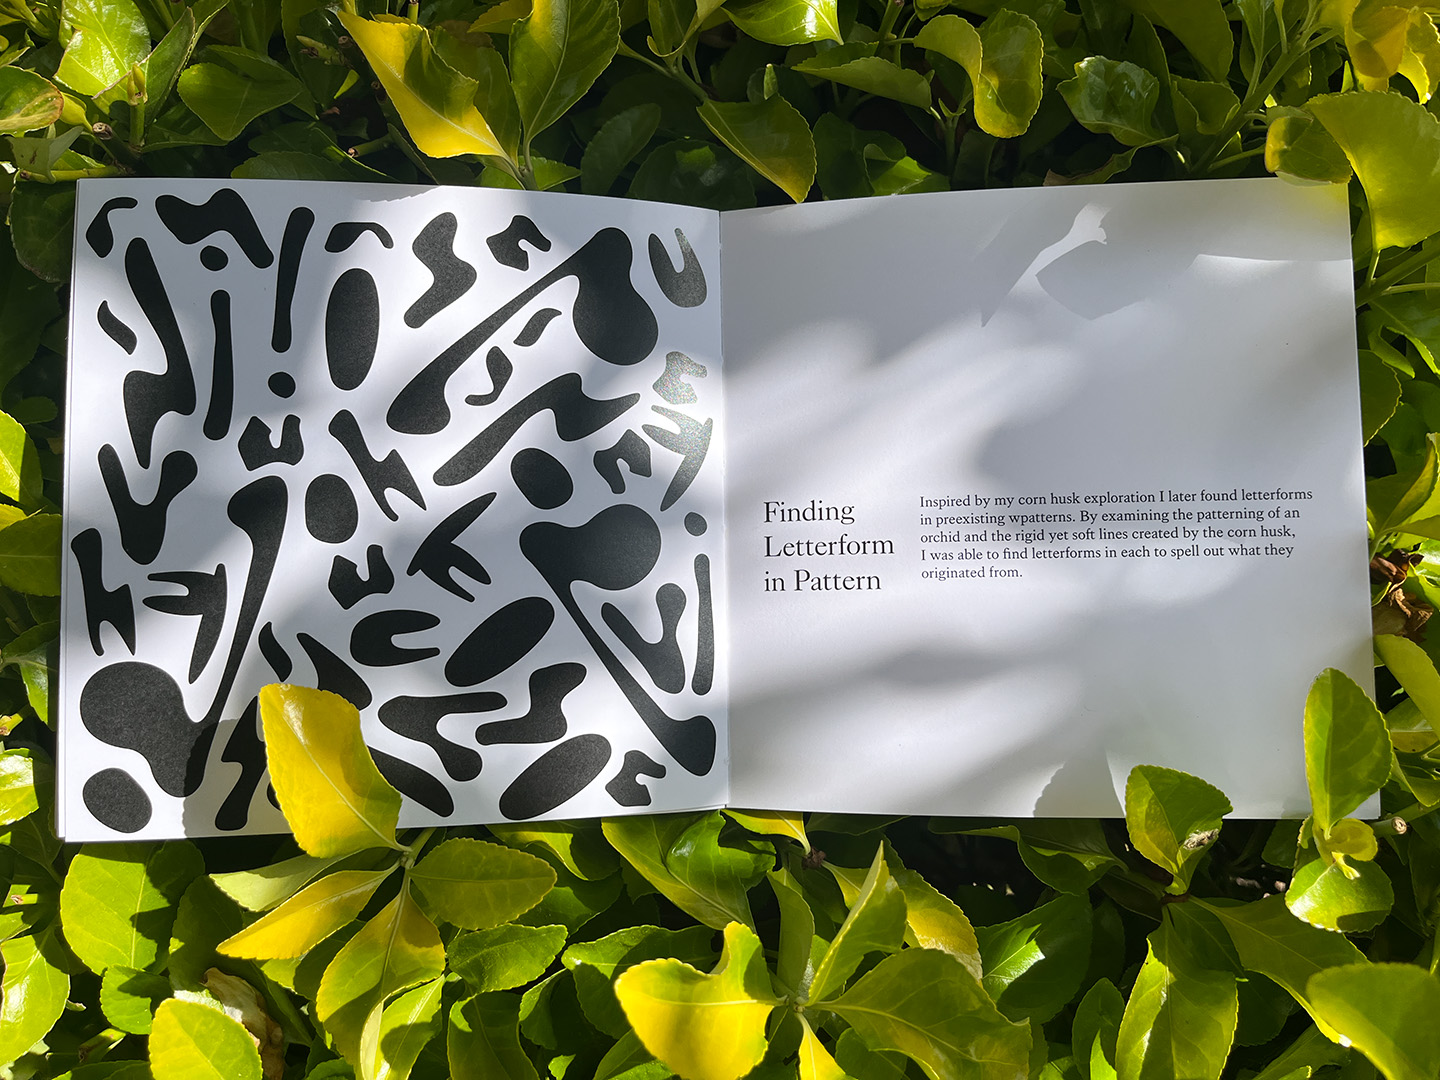 Finding
Letterform
in Pattern
Inspired by my corn husk exploration I later found letterforms
in preexisting wpatterns. By examining the patterning of an
orchid and the rigid yet soft lines created by the corn husk,
I was able to find letterforms in each to spell out what they
originated from.